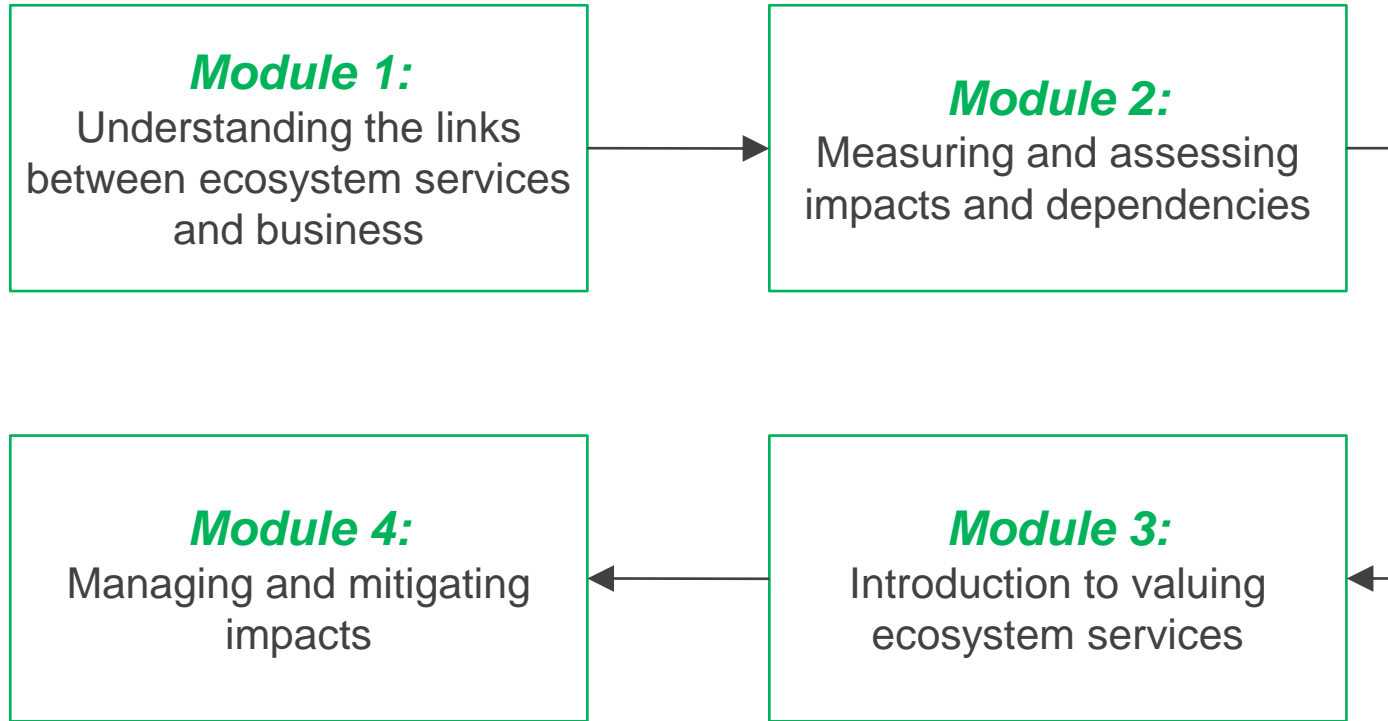 Module 1:
Understanding the links
between ecosystem services
and business
Module 2:
Measuring and assessing
impacts and dependencies
Module 3:
Introduction to valuing
ecosystem services
Module 4:
Managing and mitigating
impacts